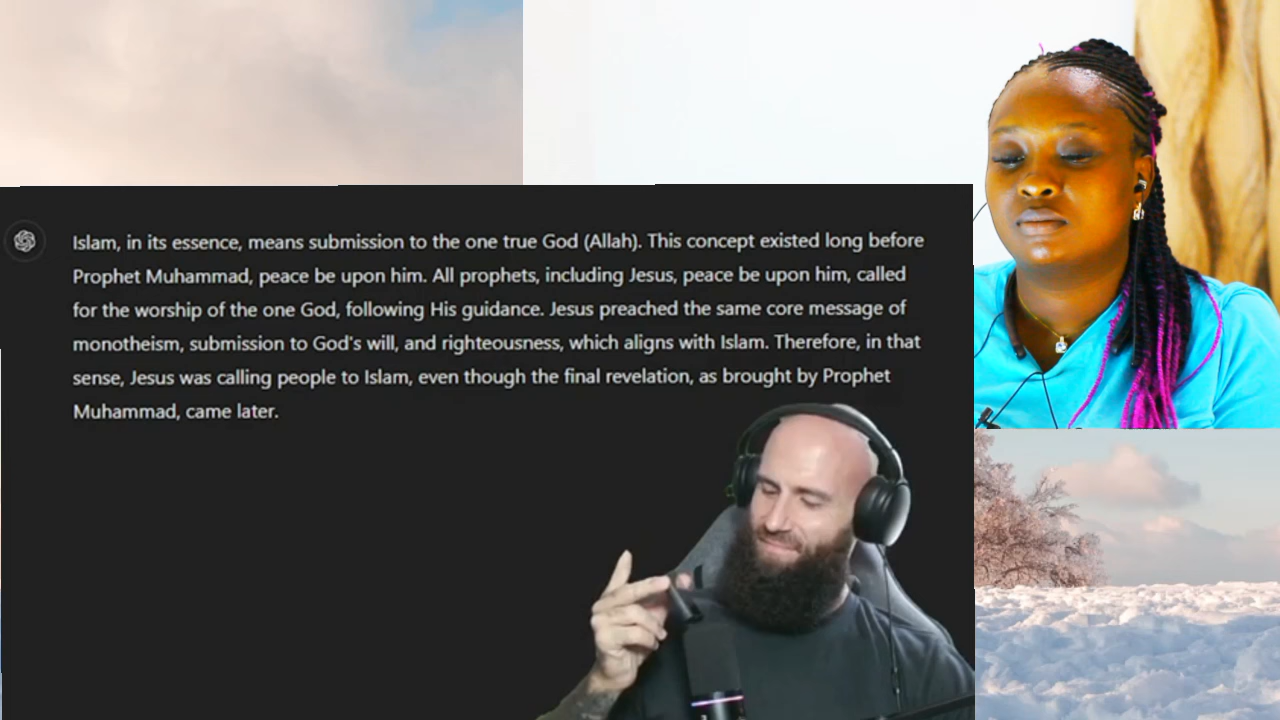 Islam, in its essence, means submission to the one true God (Allah). This concept existed long before
Prophet Muhammad, peace be upon him. All prophets, including Jesus, peace be upon him, called
for the worship of the one God, following His guidance. Jesus preached the same core message of
monotheism, submission to God's will, and righteousness, which aligns with Islam. Therefore, in that
sense, Jesus was calling people to Islam, even though the final revelation, as brought by Prophet
Muhammad, came later.